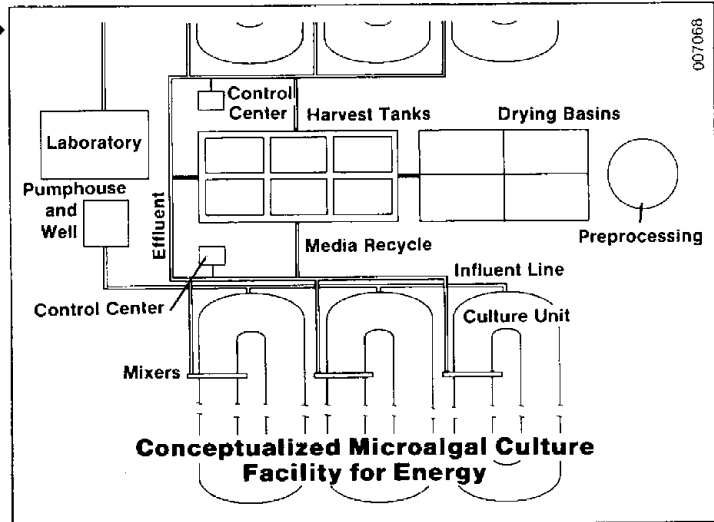 007068
Control
Center
Harvest Tanks
Drying Basins
Laboratory
Pumphouse
and
Well
Effluent
Preprocessing
Media Recycle
Influent Line
Control Center
Culture Unit
Mixers
Conceptualized Microalgal Culture
Facility for Energy